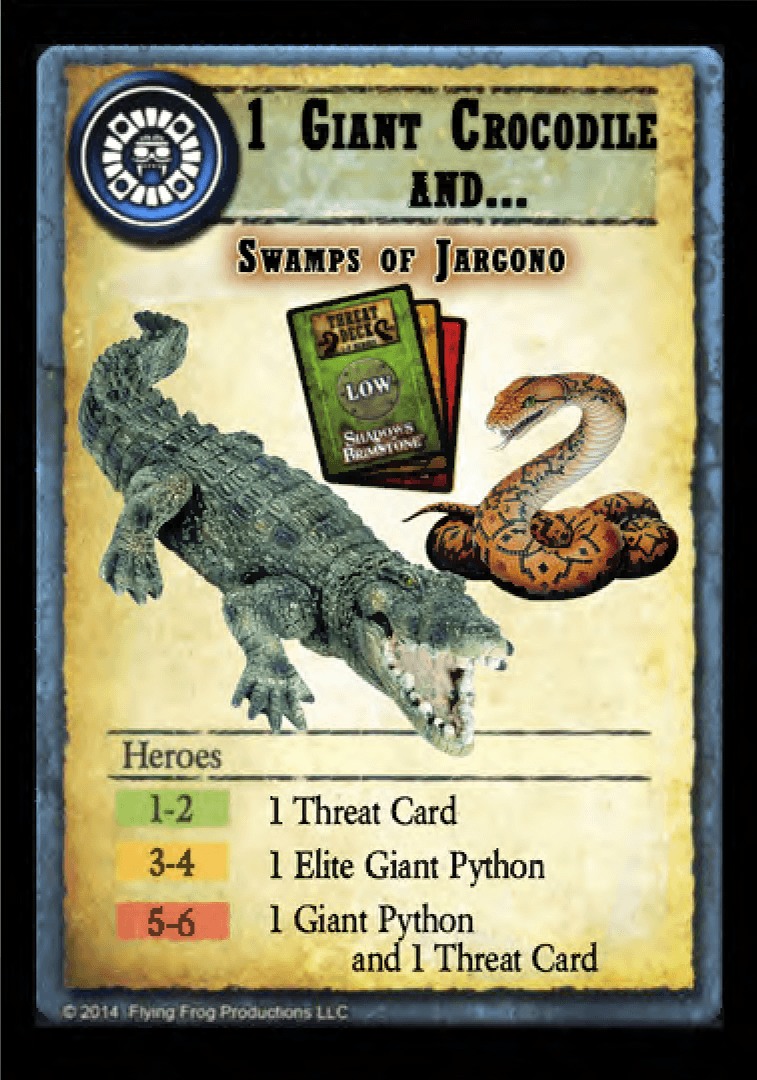 1 Giant Crocodile
and...
Swamps of Jargono
THREAT
DECK
LOW
SHADOWS
BRIMSTONE
Heroes
1-2 1 Threat Card
3-4 1 Elite Giant Python
5-6 1 Giant Python
and 1 Threat Card
© 2014 Flying Frog Productions LLC